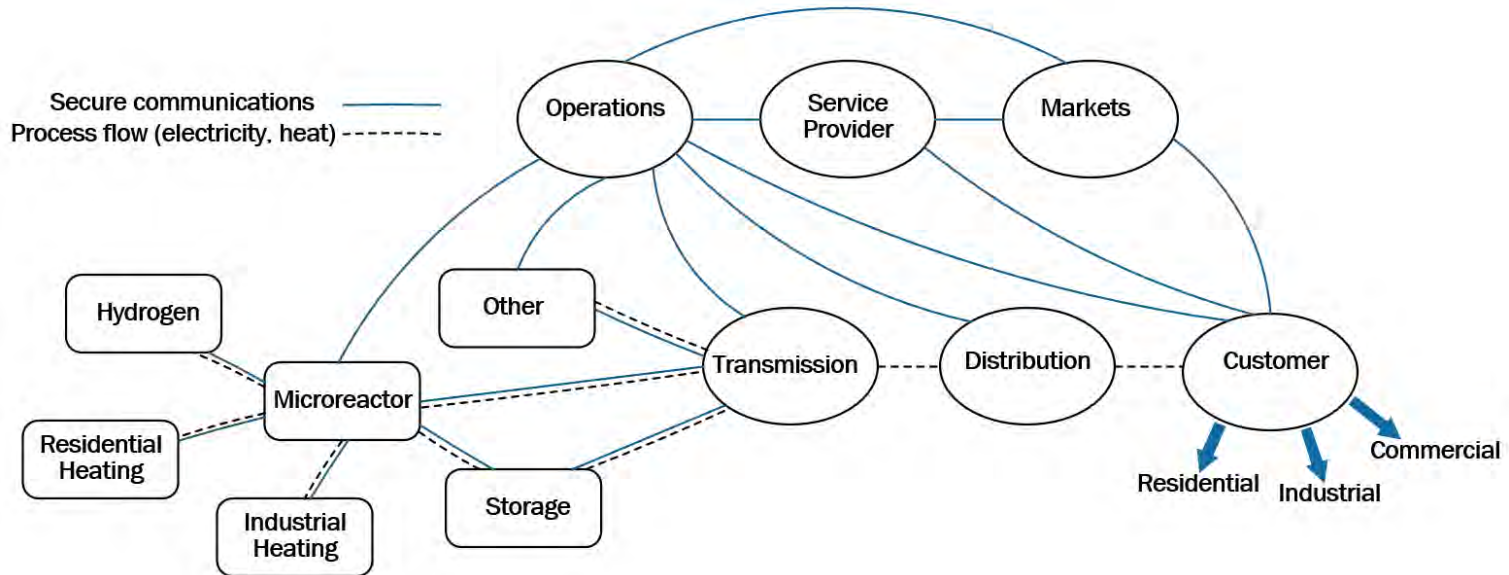 Secure communications
Process flow (electricity, heat)
Operations
Service
Provider
Markets
Hydrogen
Other
Microreactor
Transmission
Distribution
Customer
Residential
Heating
Industrial
Heating
Storage
Commercial
Residential
Industrial